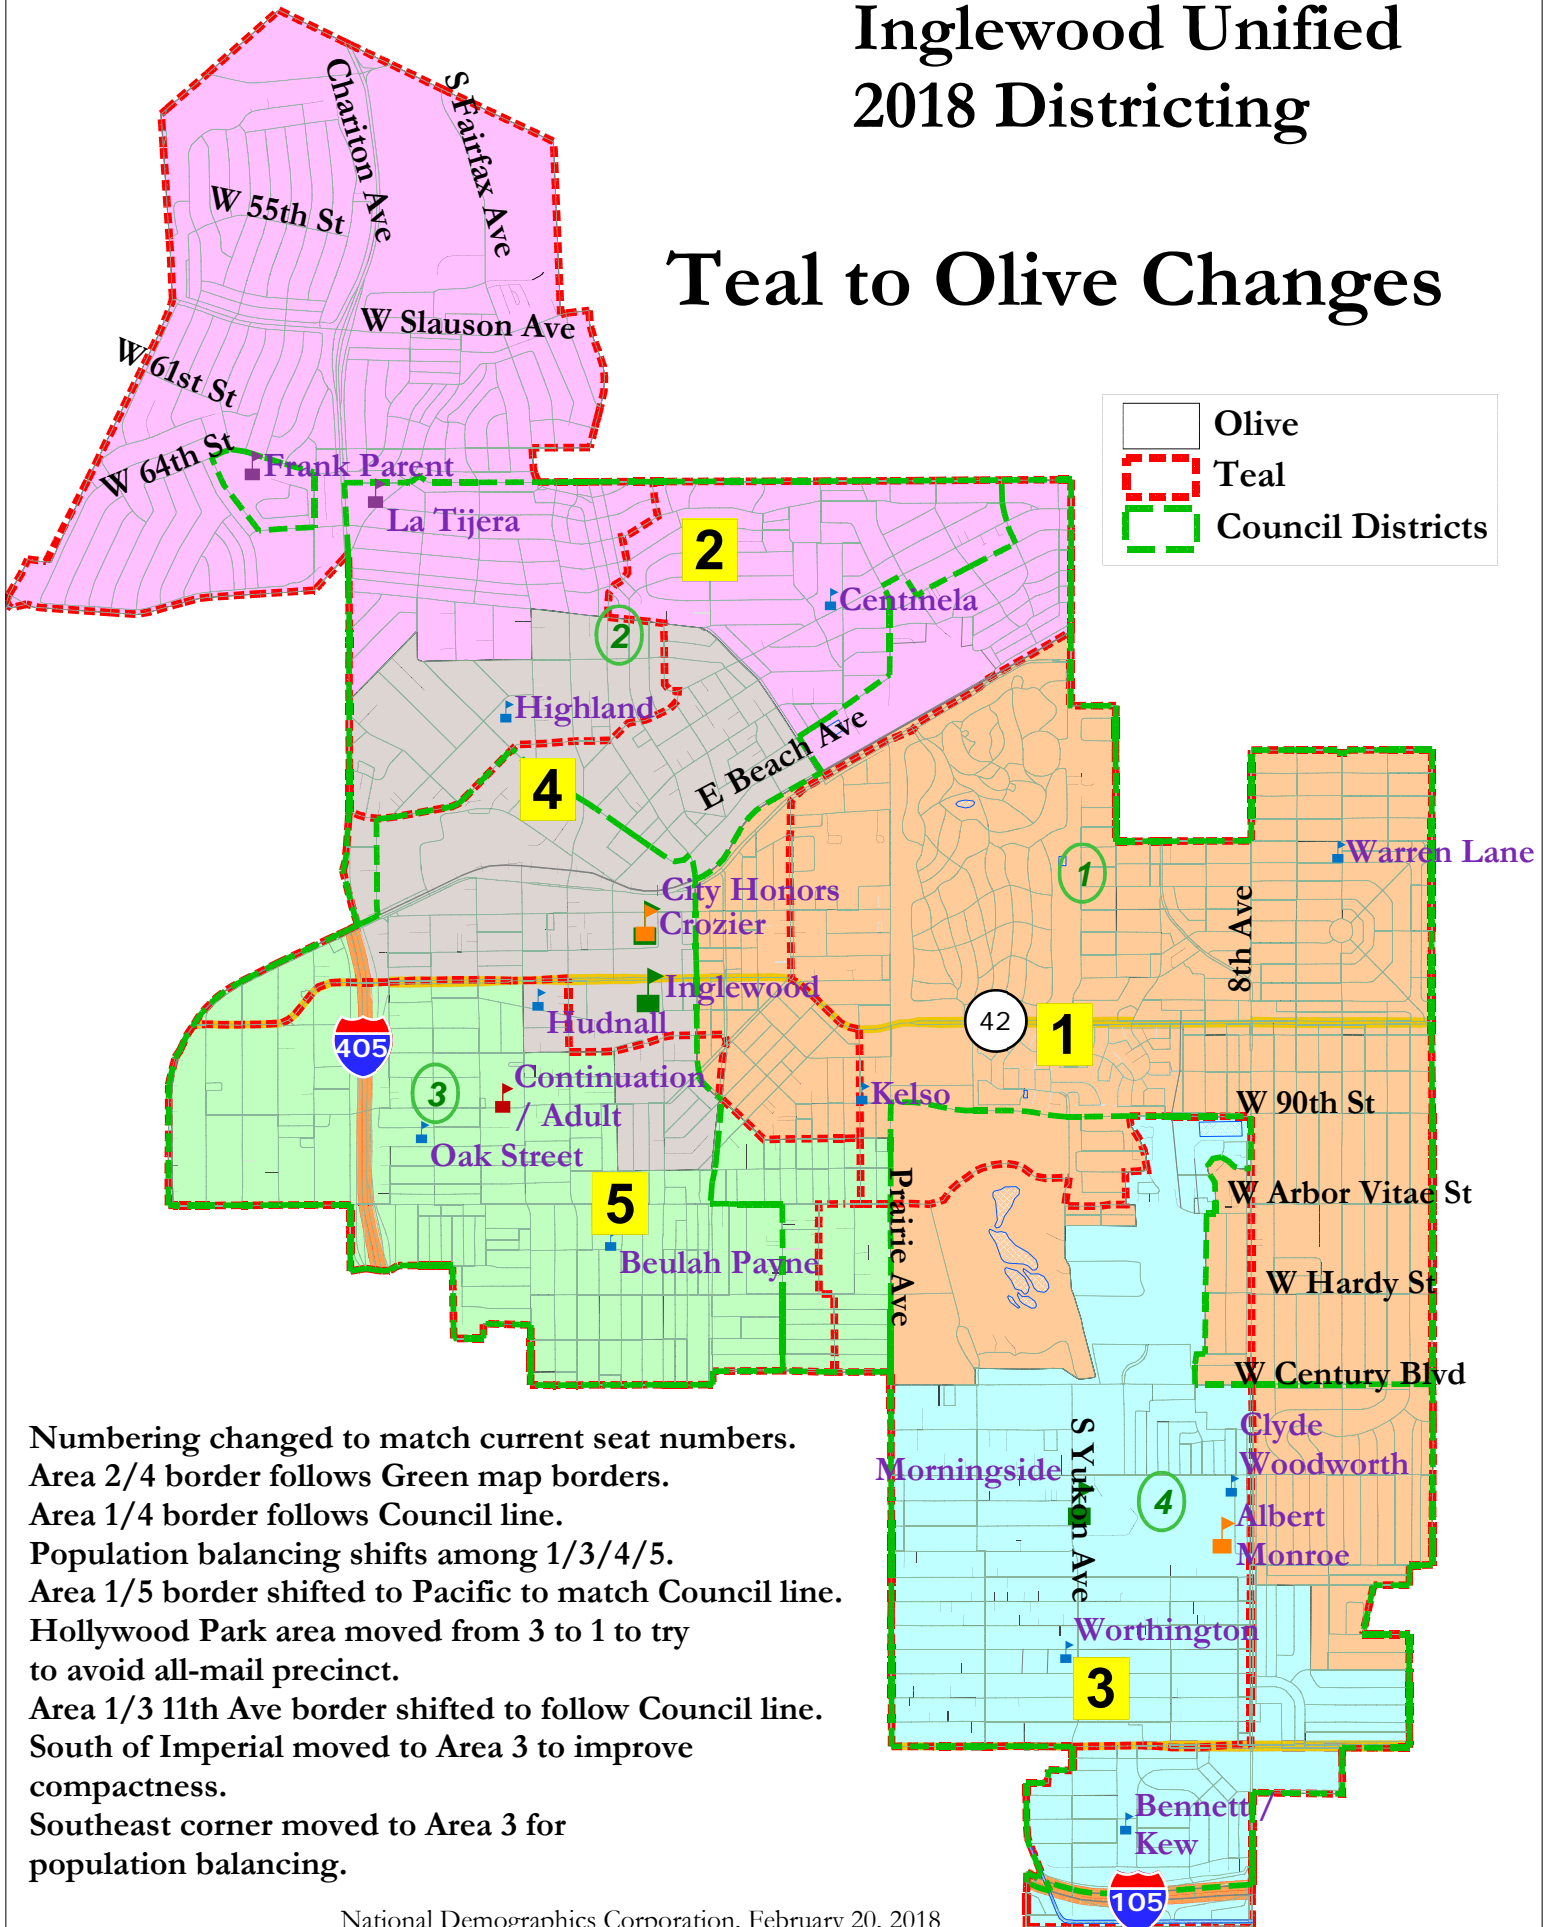 Inglewood Unified
2018 Districting
Teal to Olive Changes
Olive
Teal
Council Districts
Chariton Ave
S Fairfax Ave
W 55th St
W Slauson Ave
W 61st St
W 64th St
Frank Parent
La Tijera
2
Centinela
2
Highland
E Beach Ave
4
Warren Lane
1
City Honors
Crozier
8th Ave
Inglewood
Hudnall
42
1
405
3
Continuation
/ Adult
Kelso
W 90th St
Oak Street
Prairie Ave
W Arbor Vitae St
5
Beulah Payne
W Hardy St
W Century Blvd
Clyde
Woodworth
Morningside
S Yukon Ave
4
Albert
Monroe
Worthington
3
Bennett /
Kew
105
Numbering changed to match current seat numbers.
Area 2/4 border follows Green map borders.
Area 1/4 border follows Council line.
Population balancing shifts among 1/3/4/5.
Area 1/5 border shifted to Pacific to match Council line.
Hollywood Park area moved from 3 to 1 to try
to avoid all-mail precinct.
Area 1/3 11th Ave border shifted to follow Council line.
South of Imperial moved to Area 3 to improve
compactness.
Southeast corner moved to Area 3 for
population balancing.
National Demographics Corporation, February 20, 2018